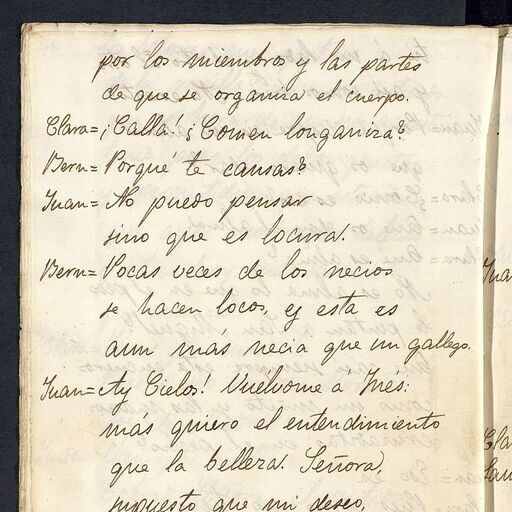 por los miembros y las partes
de que se organiza el cuerpo.
Clara= ¡Calla! ¿Comen longaniza?
Bern= Porqué te causas?
Juan= No puedo pensar
sino que es locura.
Bern= Pocas veces de los necios
se hacen locos, y esta es
aun más necia que un gallego.
Juan= Ay Cielos! Vuélvome a Inés:
más quiero el entendimiento
que la belleza. Señora,
supuesto que mi deseo,
Juan
Cla